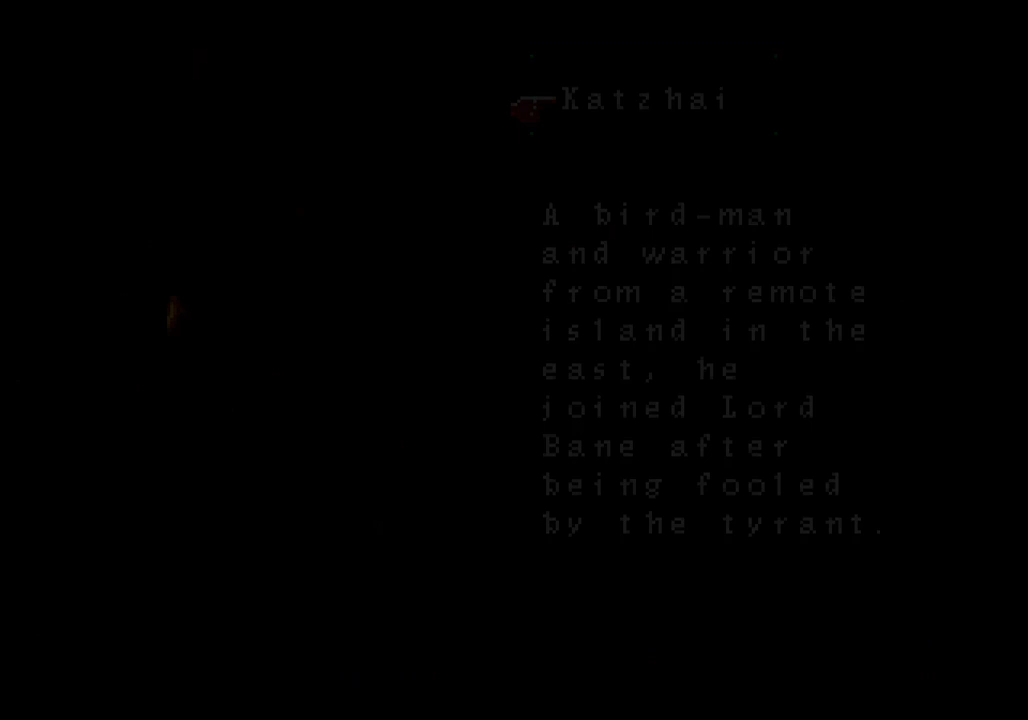 Katzhai
A bird-man
and warrior
from a remote
island in the
east, he
joined Lord
Bane after
being fooled
by the tyrant.